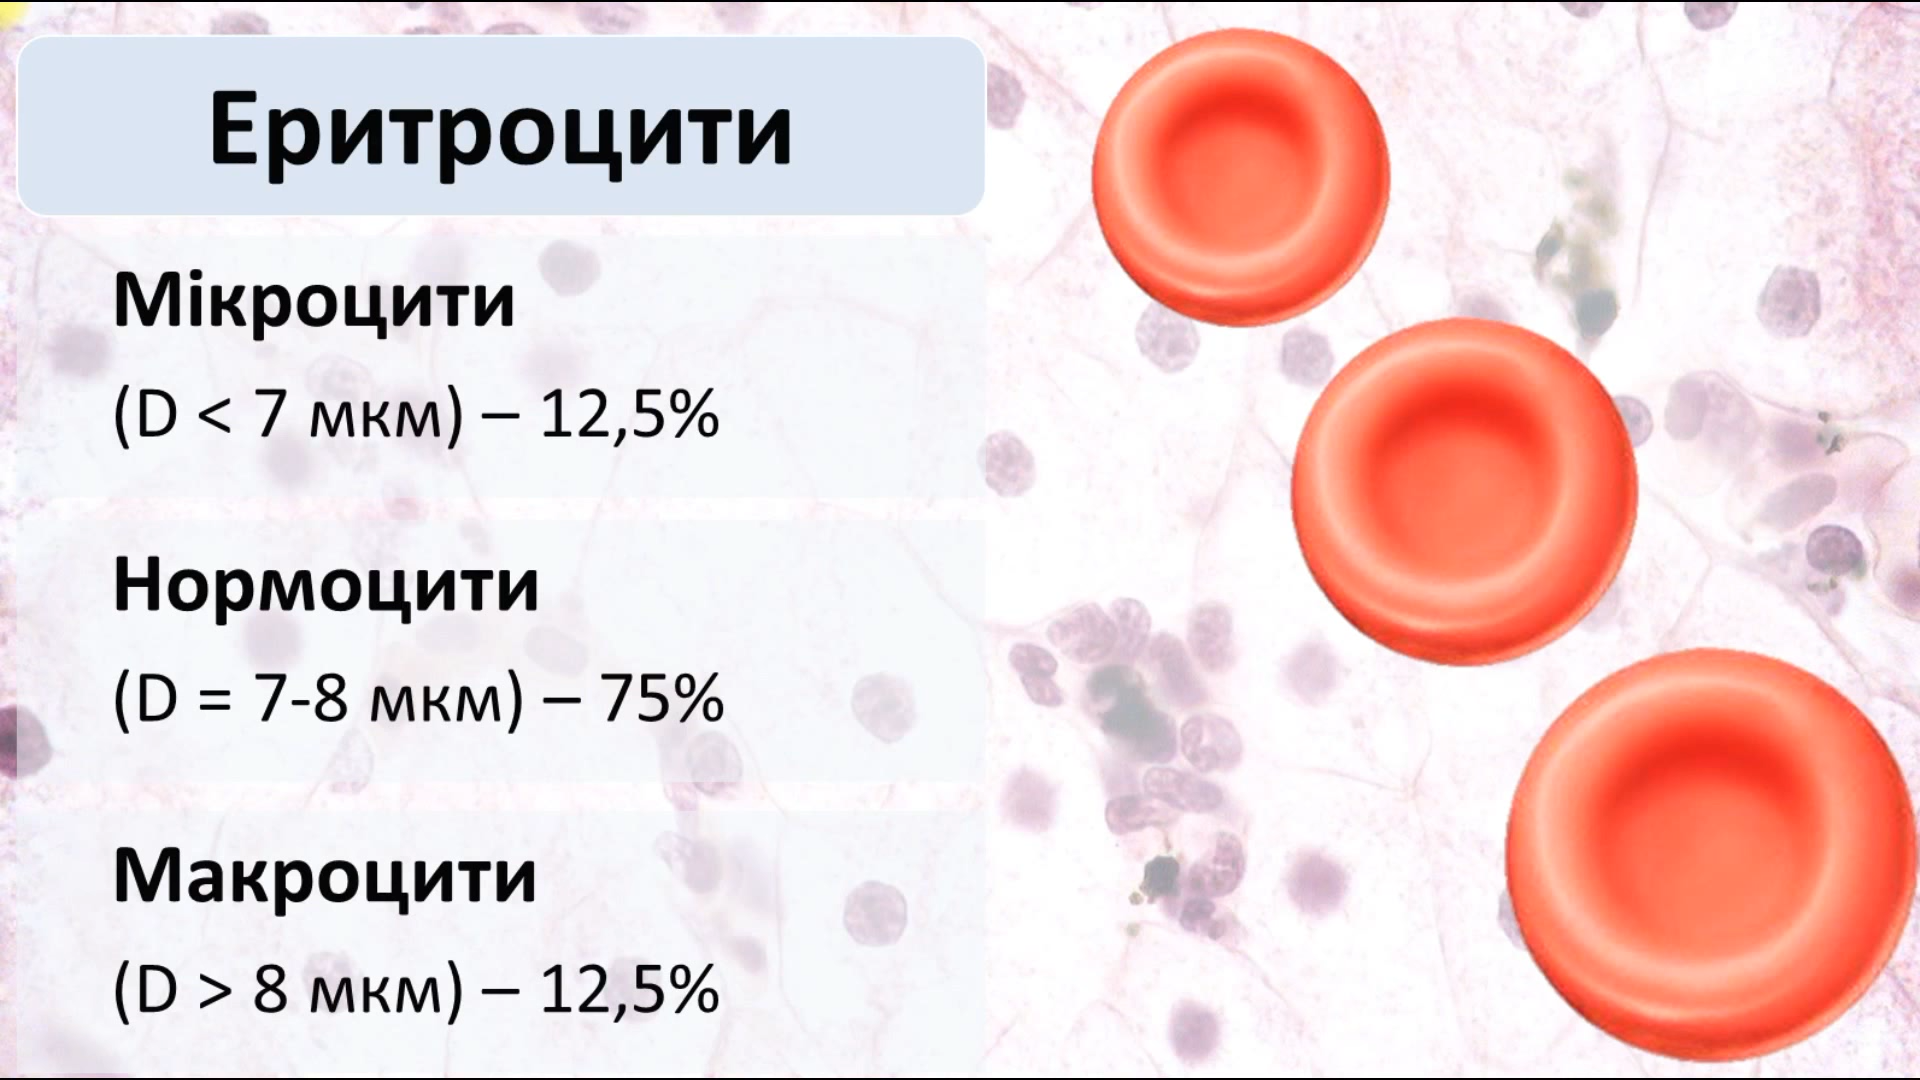 Еритроцити
Мікроцити
(D < 7 мкм) – 12,5%
Нормоцити
(D = 7-8 мкм) – 75%
Макроцити
(D > 8 мкм) – 12,5%